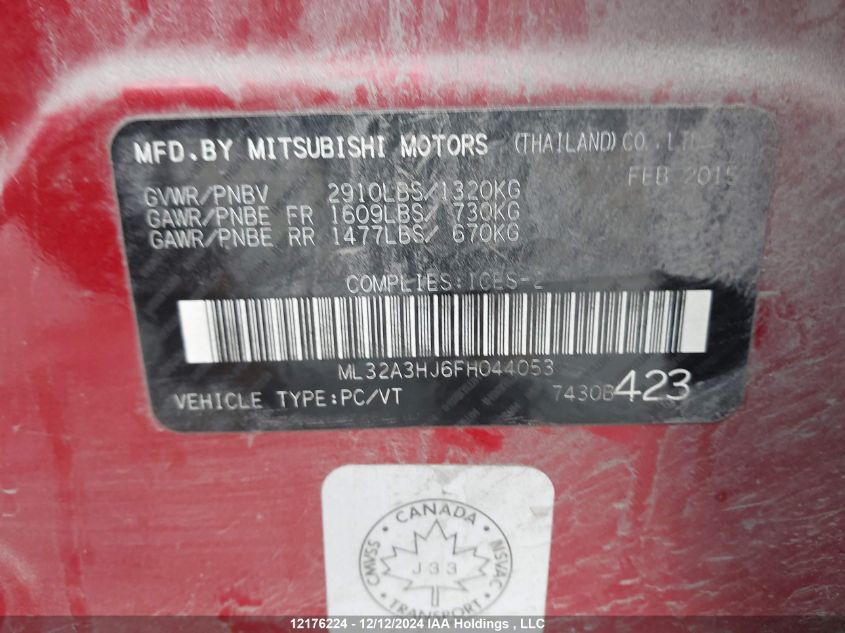 MFD.BY MITSUBISHI MOTORS (THAILAND)CO.,LTD
FEB 2015
GVWR/PNBV 2910LBS/1320KG
GAWR/PNBE FR 1609LBS/ 730KG
GAWR/PNBE RR 1477LBS/ 670KG
COMPLIES:ICES-2
ML32A3HJ6FH044053
VEHICLE TYPE:PC/VT 7430B423
CANADA
CMVSS J33 NSVAC
TRANSPORT
12176224 - 12/12/2024 IAA Holdings , LLC